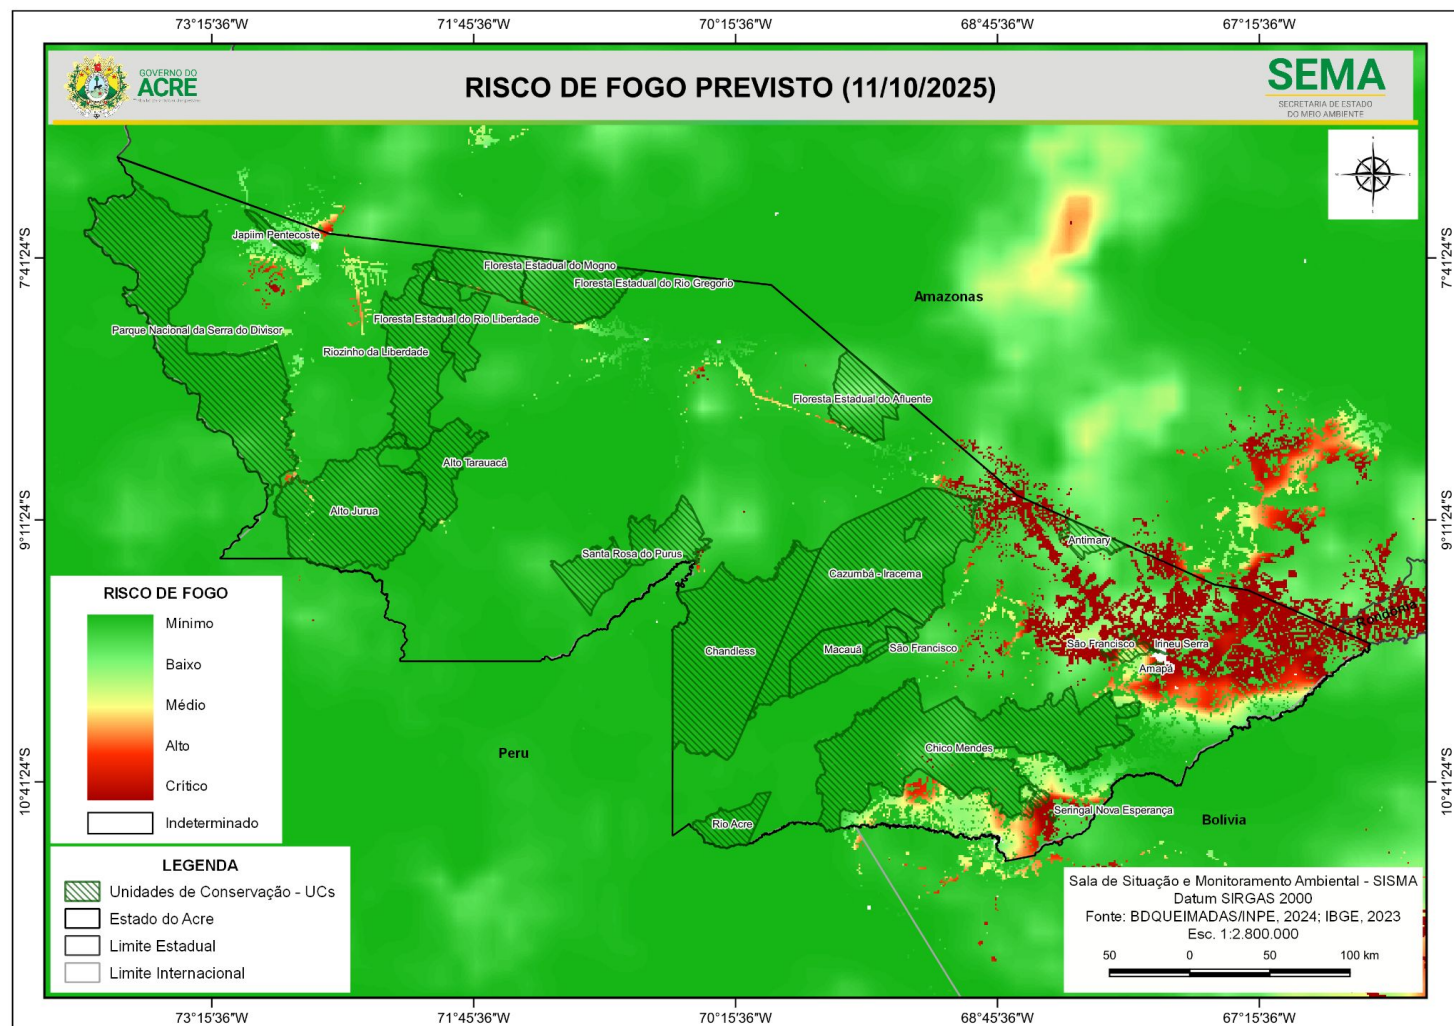 73°15'36"W
71°45'36"W
70°15'36"W
68°45'36"W
67°15'36"W
GOVERNO DO
ACRE
RISCO DE FOGO PREVISTO (11/10/2025)
SEMA
SECRETARIA DE ESTADO
DO MEIO AMBIENTE
7°41'24"S
7°41'24"S
Japiim Pentecoste
Floresta Estadual do Mogno
Floresta Estadual do Rio Gregorio
Amazonas
Floresta Estadual do Rio Liberdade
Parque Nacional da Serra do Divisor
Riozinho da Liberdade
Floresta Estadual do Afluente
Alto Tarauacá
Alto Jurua
9°11'24"S
9°11'24"S
Antimary
Santa Rosa do Purus
Cazumbá - Iracema
Rondonia
Chandless
Macauã
São Francisco
São Francisco
Irineu Serra
Amapá
Chico Mendes
Peru
10°41'24"S
10°41'24"S
Seringal Nova Esperança
Bolívia
Rio Acre
RISCO DE FOGO
Mínimo
Baixo
Médio
Alto
Crítico
Indeterminado
LEGENDA
Unidades de Conservação - UCs
Estado do Acre
Limite Estadual
Limite Internacional
Sala de Situação e Monitoramento Ambiental - SISMA
Datum SIRGAS 2000
Fonte: BDQUEIMADAS/INPE, 2024; IBGE, 2023
Esc. 1:2.800.000
50 0 50 100 km
73°15'36"W
71°45'36"W
70°15'36"W
68°45'36"W
67°15'36"W